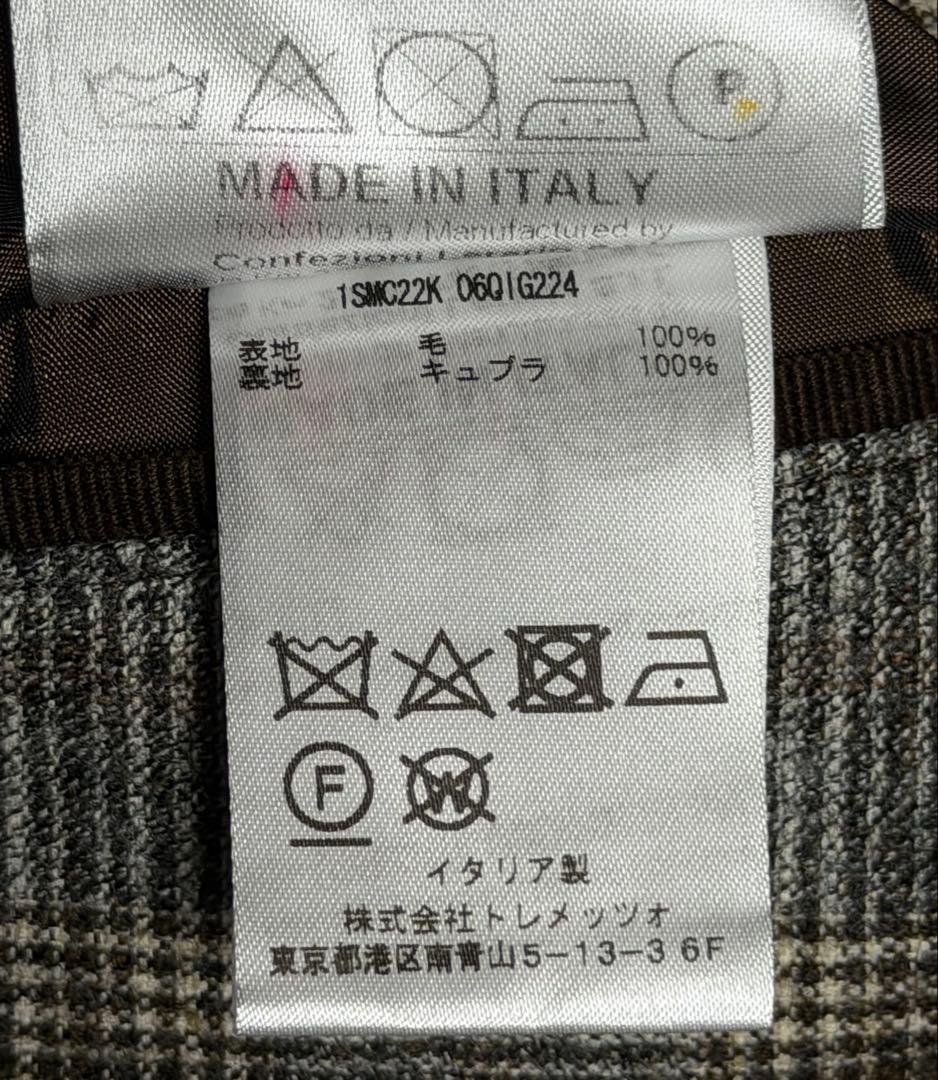 F
MADE IN ITALY
Prodotto da / Manufactured by
Confezioni
1SMC22K 06QIG224
表地 毛 100%
裏地 キュプラ 100%
F W
イタリア製
株式会社トレメッツォ
東京都港区南青山5-13-3 6F